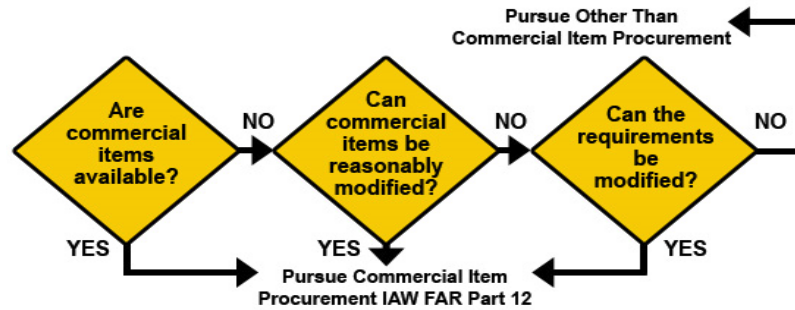 Pursue Other Than
Commercial Item Procurement
Are
commercial
items
available?
NO
Can
commercial
items be
reasonably
modified?
NO
Can the
requirements
be
modified?
NO
YES
YES
YES
Pursue Commercial Item
Procurement IAW FAR Part 12